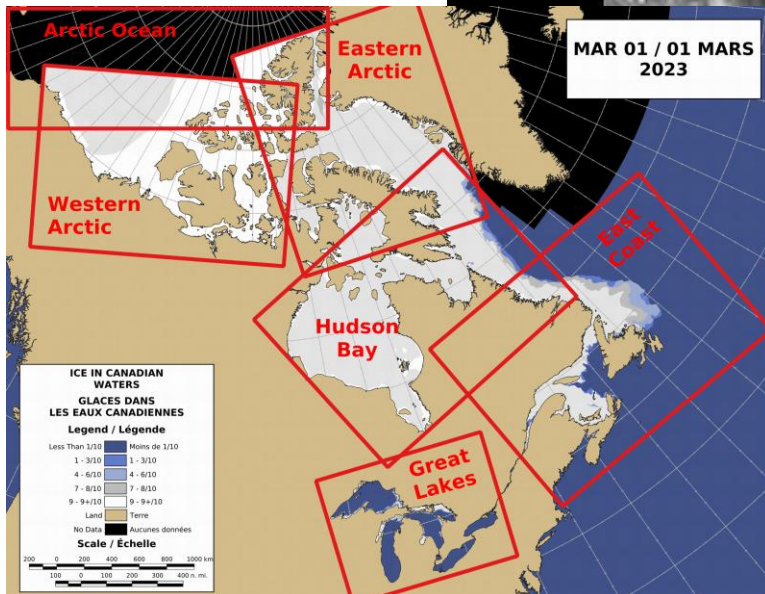 Arctic Ocean
Eastern
Arctic
MAR 01 / 01 MARS
2023
Western
Arctic
East
Coast
Hudson
Bay
Great
Lakes
ICE IN CANADIAN
WATERS
GLACES DANS
LES EAUX CANADIENNES
Legend / Légende
Less Than 1/10 Moins de 1/10
1 - 3/10 1 - 3/10
4 - 6/10 4 - 6/10
7 - 8/10 7 - 8/10
9 - 9+/10 9 - 9+/10
Land Terre
No Data Aucunes données
Scale / Échelle
200 0 200 400 600 800 1000 km
100 0 100 200 300 400 n. mi.